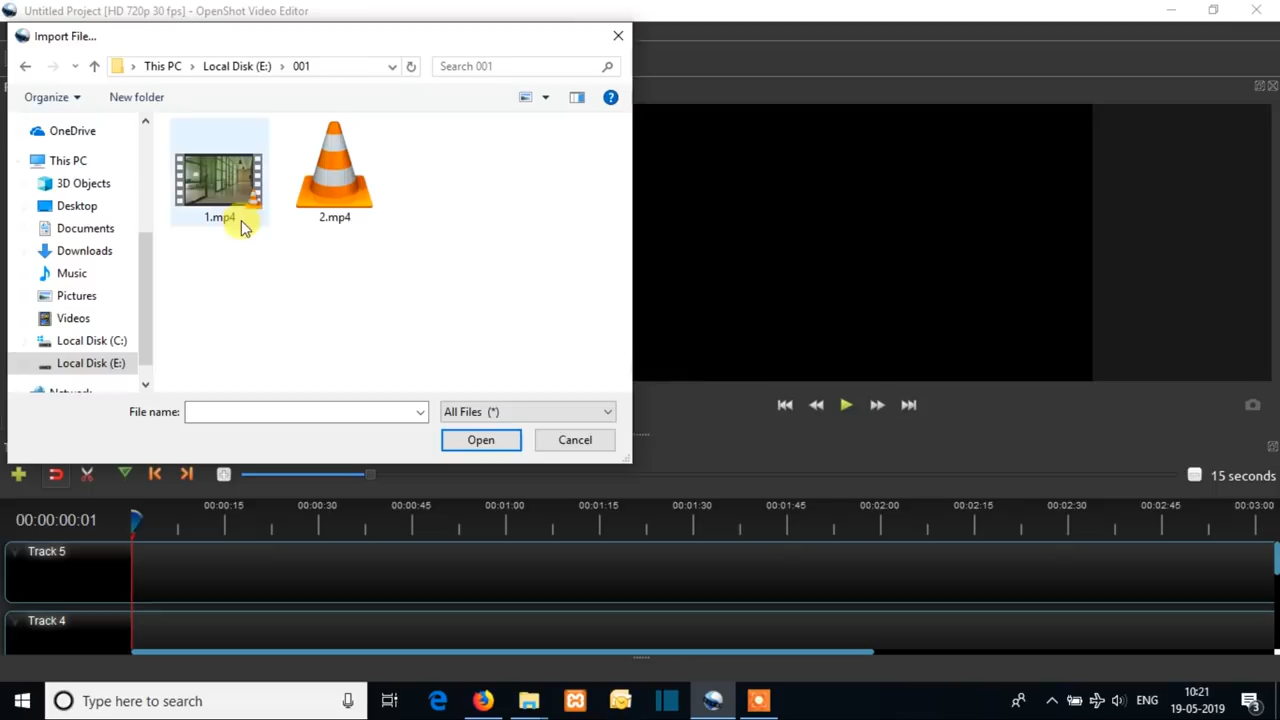 Untitled Project [HD 720p 30 fps] - OpenShot Video Editor
Import File...
This PC
Local Disk (E:)
001
Search 001
Organize
New folder
OneDrive
This PC
3D Objects
Desktop
Documents
Downloads
Music
Pictures
Videos
Local Disk (C:)
Local Disk (E:)
Network
1.mp4
2.mp4
File name:
All Files (*)
Open
Cancel
15 seconds
00:00:00:01
00:00:15
00:00:30
00:00:45
00:01:00
00:01:15
00:01:30
00:01:45
00:02:00
00:02:15
00:02:30
00:02:45
00:03:00
Track 5
Track 4
Type here to search
ENG
10:21
19-05-2019
3